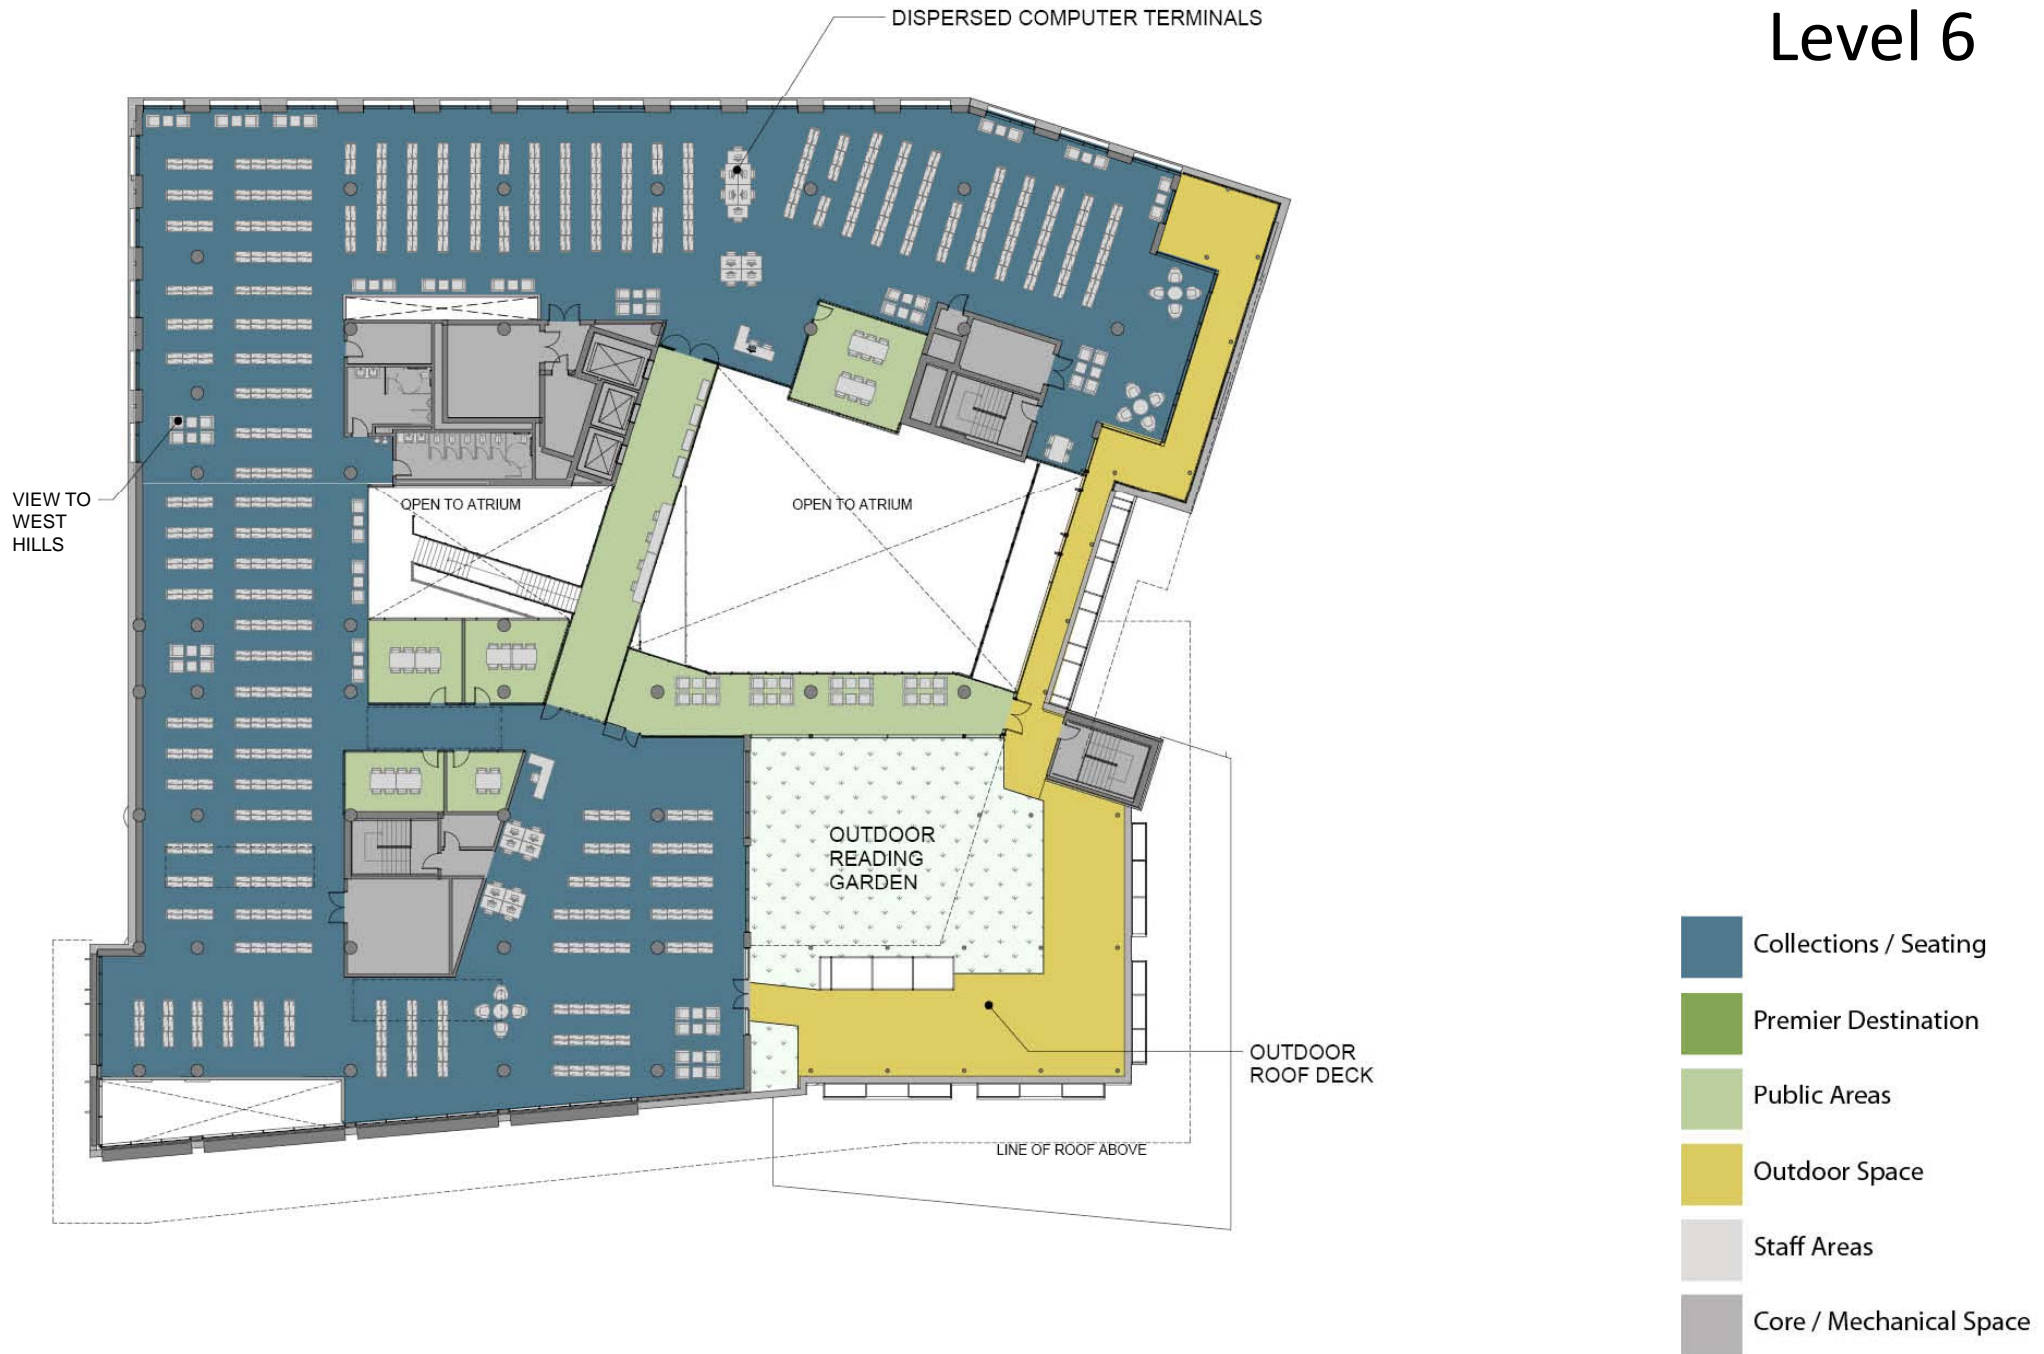 Level 6
DISPERSED COMPUTER TERMINALS
VIEW TO
WEST
HILLS
OPEN TO ATRIUM
OPEN TO ATRIUM
OUTDOOR
READING
GARDEN
OUTDOOR
ROOF DECK
LINE OF ROOF ABOVE
Collections / Seating
Premier Destination
Public Areas
Outdoor Space
Staff Areas
Core / Mechanical Space